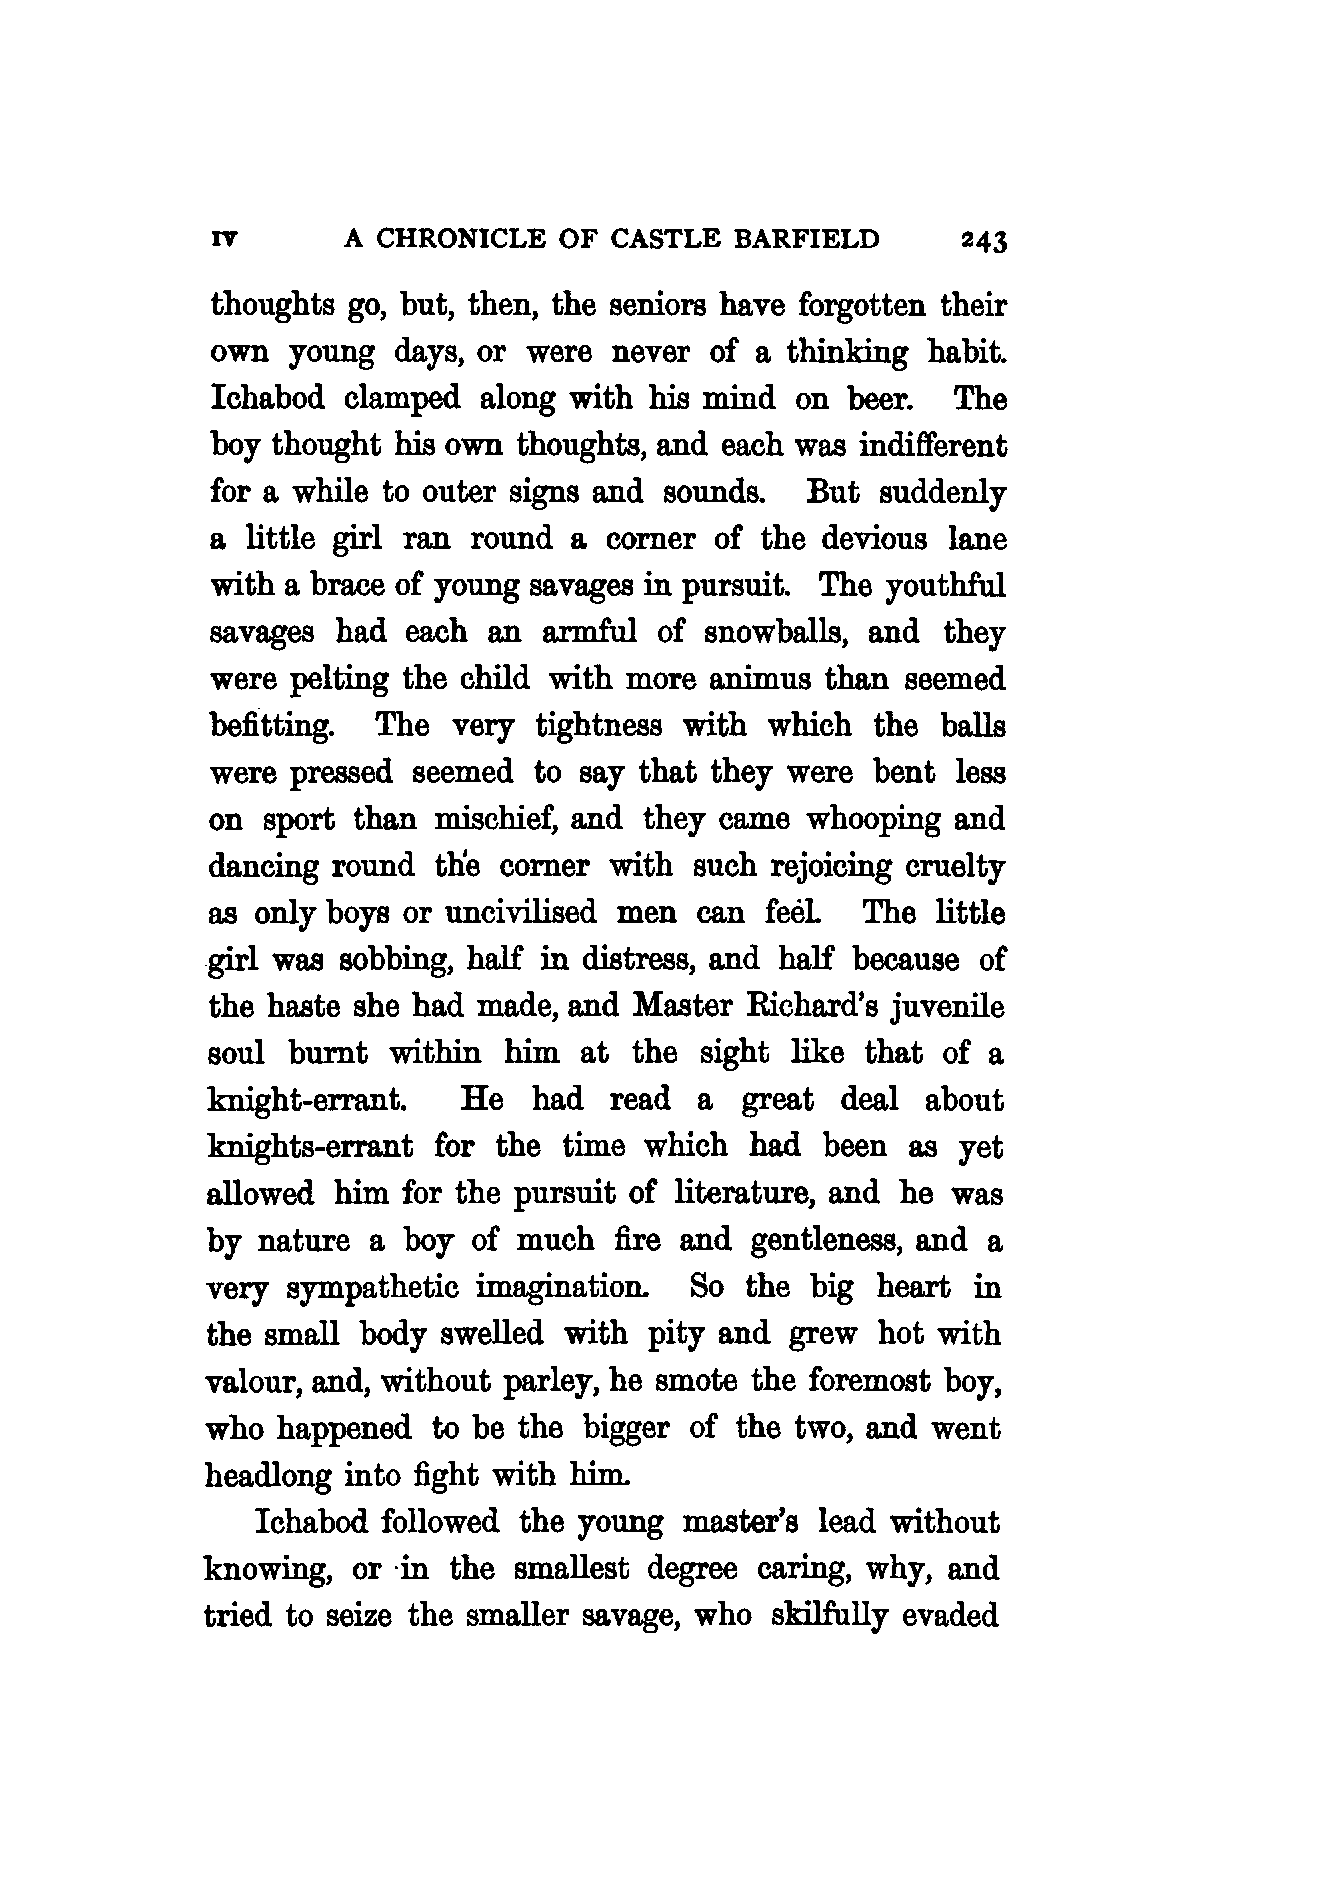 IV A CHRONICLE OF CASTLE BARFIELD 243
thoughts go, but, then, the seniors have forgotten their
own young days, or were never of a thinking habit.
Ichabod clamped along with his mind on beer. The
boy thought his own thoughts, and each was indifferent
for a while to outer signs and sounds. But suddenly
a little girl ran round a corner of the devious lane
with a brace of young savages in pursuit. The youthful
savages had each an armful of snowballs, and they
were pelting the child with more animus than seemed
befitting. The very tightness with which the balls
were pressed seemed to say that they were bent less
on sport than mischief, and they came whooping and
dancing round the corner with such rejoicing cruelty
as only boys or uncivilised men can feel. The little
girl was sobbing, half in distress, and half because of
the haste she had made, and Master Richard's juvenile
soul burnt within him at the sight like that of a
knight-errant. He had read a great deal about
knights-errant for the time which had been as yet
allowed him for the pursuit of literature, and he was
by nature a boy of much fire and gentleness, and a
very sympathetic imagination. So the big heart in
the small body swelled with pity and grew hot with
valour, and, without parley, he smote the foremost boy,
who happened to be the bigger of the two, and went
headlong into fight with him.
Ichabod followed the young master's lead without
knowing, or in the smallest degree caring, why, and
tried to seize the smaller savage, who skilfully evaded